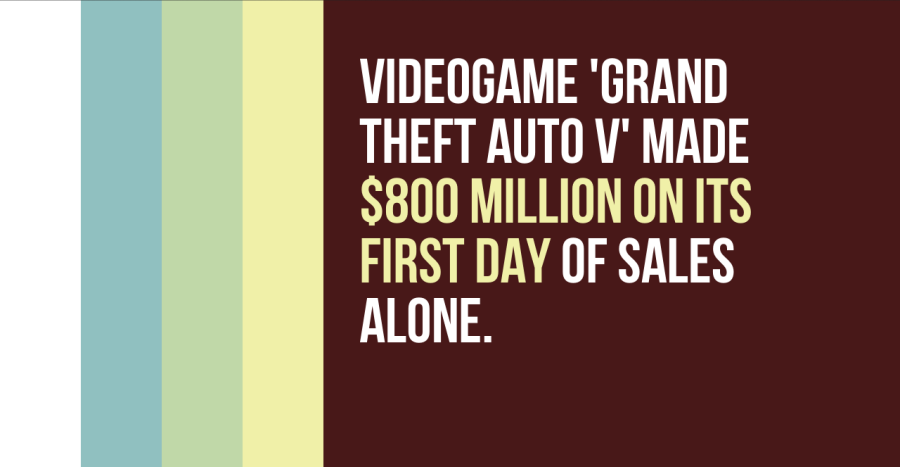 VIDEOGAME 'GRAND
THEFT AUTO V' MADE
$800 MILLION ON ITS
FIRST DAY OF SALES
ALONE.